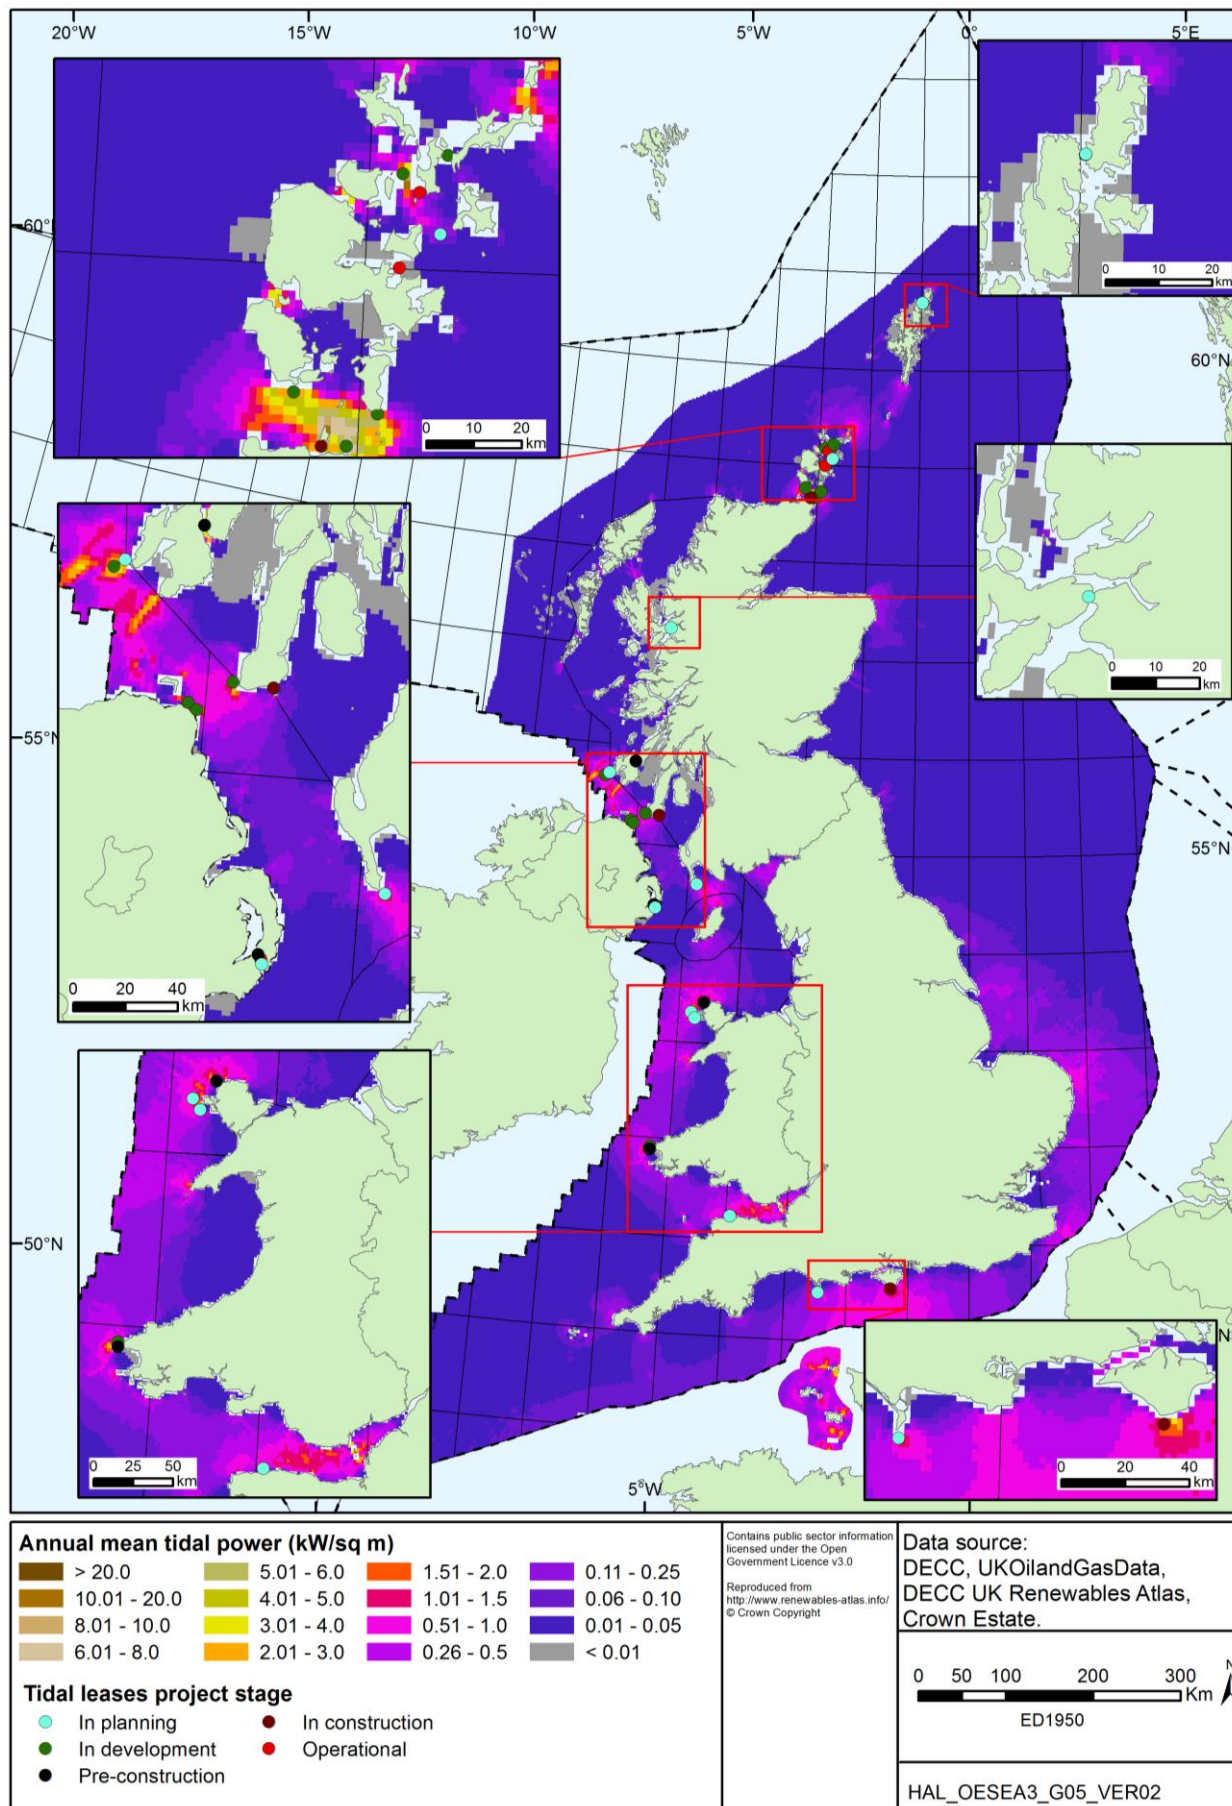 20°W 15°W 10°W 5°W 0° 5°E
0 10 20
km
60°
60°N
0 10 20
km
0 10 20
km
0 20 40
km
55°N
55°N
50°N
N
0 25 50
km
0 20 40
km
5°W
Annual mean tidal power (kW/sq m)
> 20.0
10.01 - 20.0
8.01 - 10.0
6.01 - 8.0
5.01 - 6.0
4.01 - 5.0
3.01 - 4.0
2.01 - 3.0
1.51 - 2.0
1.01 - 1.5
0.51 - 1.0
0.26 - 0.5
0.11 - 0.25
0.06 - 0.10
0.01 - 0.05
< 0.01
Tidal leases project stage
In planning
In development
Pre-construction
In construction
Operational
Contains public sector information
licensed under the Open
Government Licence v3.0
Reproduced from
http://www.renewables-atlas.info/
© Crown Copyright
Data source:
DECC, UKOilandGasData,
DECC UK Renewables Atlas,
Crown Estate.
N
0 50 100 200 300
Km
ED1950
HAL_OESEA3_G05_VER02